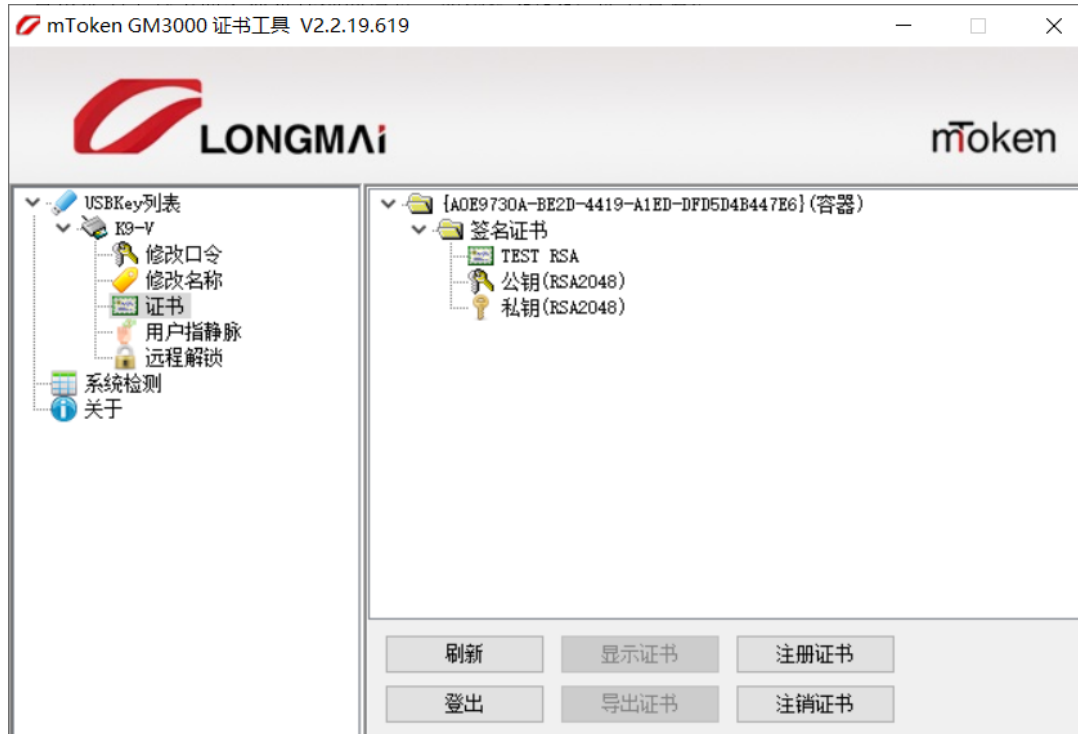 mToken GM3000 证书工具 V2.2.19.619
LONGMAi
mToken
USBKey列表
K9-V
修改口令
修改名称
证书
用户指静脉
远程解锁
系统检测
关于
{A0E9730A-BE2D-4419-A1ED-DFD5D4B447E6}(容器)
签名证书
TEST RSA
公钥(RSA2048)
私钥(RSA2048)
刷新 显示证书 注册证书
登出 导出证书 注销证书